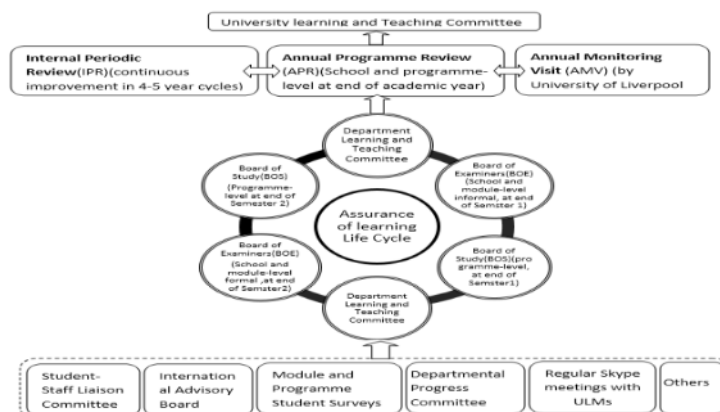 University learning and Teaching Committee
Internal Periodic
Review(IPR)(continuous
improvement in 4-5 year cycles)
Annual Programme Review
(APR)(School and programme-
level at end of academic year)
Annual Monitoring
Visit (AMV) (by
University of Liverpool
Department
Learning and
Teaching
Committee
Board of
Study(BOS)
(Programme-
level at end of
Semester 2)
Board of
Examiners(BOE)
(School and
module-level
informal, at end
of Semster 1)
Assurance
of learning
Life Cycle
Board of
Examiners(BOE)
(School and
module-level
formal ,at end
of Semster2)
Board of
Study(BOS)(pro
gramme-level,
at end of
Semster1)
Department
Learning and
Teaching
Committee
Student-
Staff Liaison
Committee
Internation
al Advisory
Board
Module and
Programme
Student Surveys
Departmental
Progress
Committee
Regular Skype
meetings with
ULMs
Others